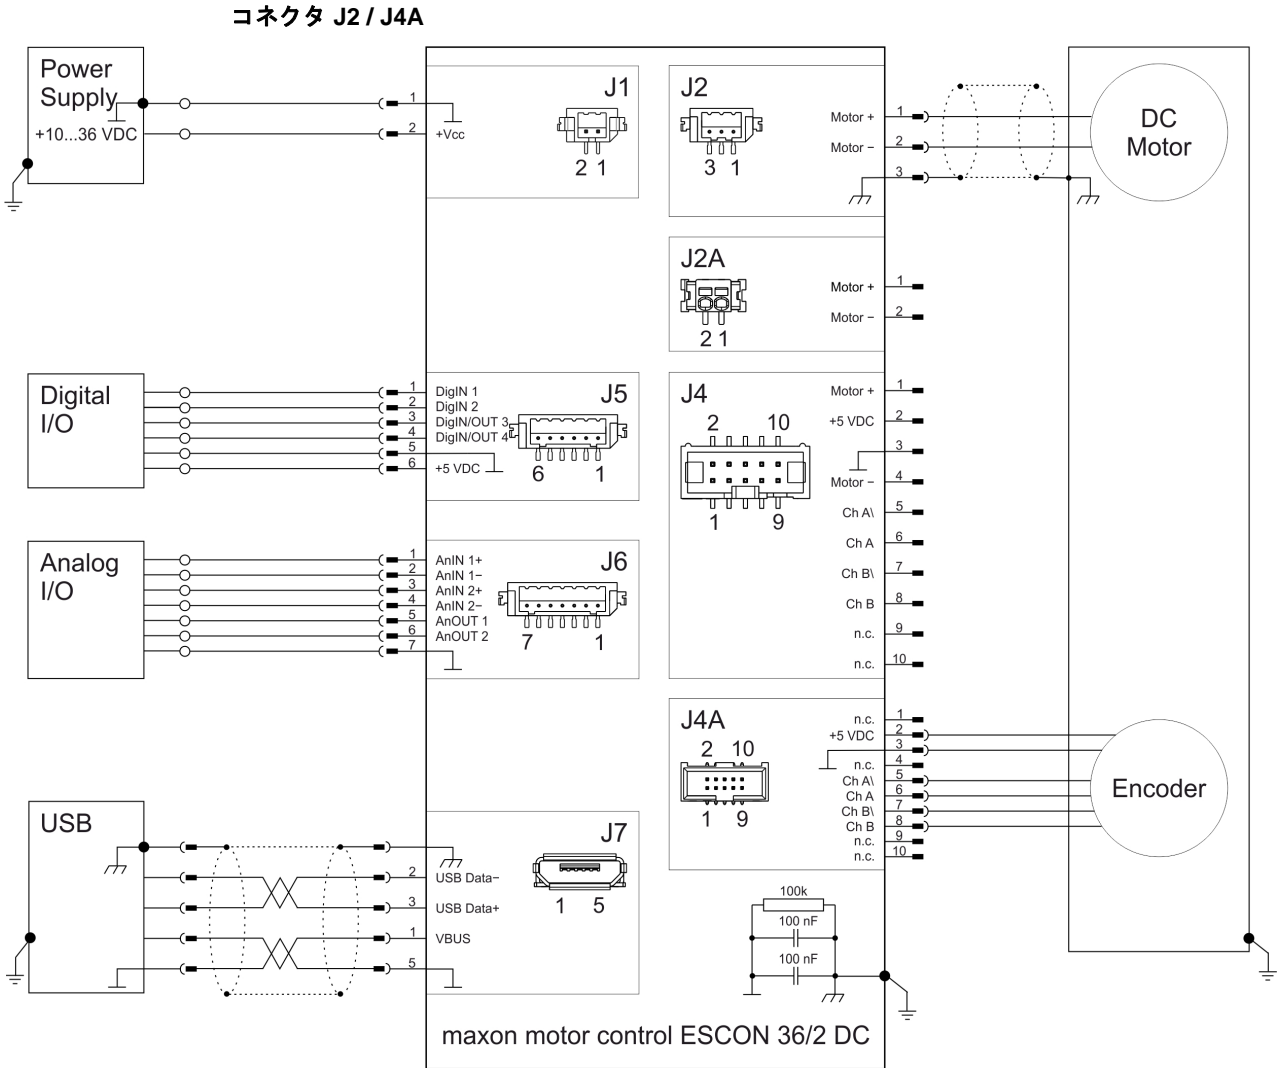 コネクタ J2 / J4A
Power
Supply
+10...36 VDC
1
2
+Vcc
J1
2 1
J2
3 1
Motor +
Motor −
1
2
3
DC
Motor
J2A
2 1
Motor +
Motor −
1
2
Digital
I/O
1
2
3
4
5
6
DigIN 1
DigIN 2
DigIN/OUT 3
DigIN/OUT 4
+5 VDC
J5
6 1
J4
2 10
1 9
Motor +
+5 VDC
Motor −
Ch A\
Ch A
Ch B\
Ch B
n.c.
n.c.
1
2
3
4
5
6
7
8
9
10
Analog
I/O
1
2
3
4
5
6
7
AnIN 1+
AnIN 1−
AnIN 2+
AnIN 2−
AnOUT 1
AnOUT 2
J6
7 1
J4A
2 10
1 9
n.c.
+5 VDC
n.c.
Ch A\
Ch A
Ch B\
Ch B
n.c.
n.c.
1
2
3
4
5
6
7
8
9
10
Encoder
USB
2
3
1
5
USB Data−
USB Data+
VBUS
J7
1 5
100k
100 nF
100 nF
maxon motor control ESCON 36/2 DC